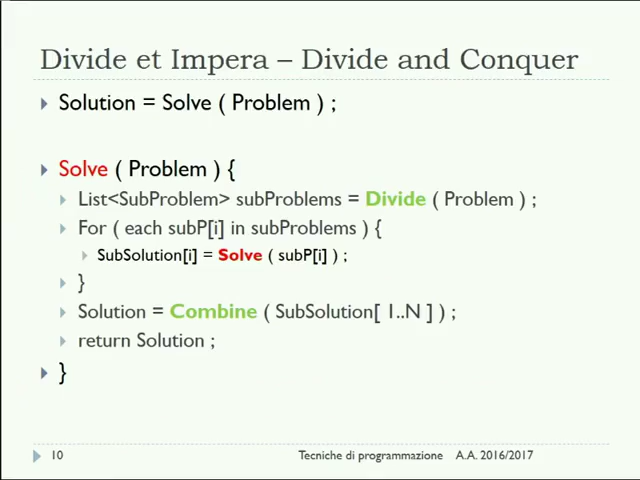 Divide et Impera – Divide and Conquer
Solution = Solve ( Problem ) ;
Solve ( Problem ) {
List<SubProblem> subProblems = Divide ( Problem ) ;
For ( each subP[i] in subProblems ) {
SubSolution[i] = Solve ( subP[i] ) ;
}
Solution = Combine ( SubSolution[ 1..N ] ) ;
return Solution ;
}
10 Tecniche di programmazione A.A. 2016/2017